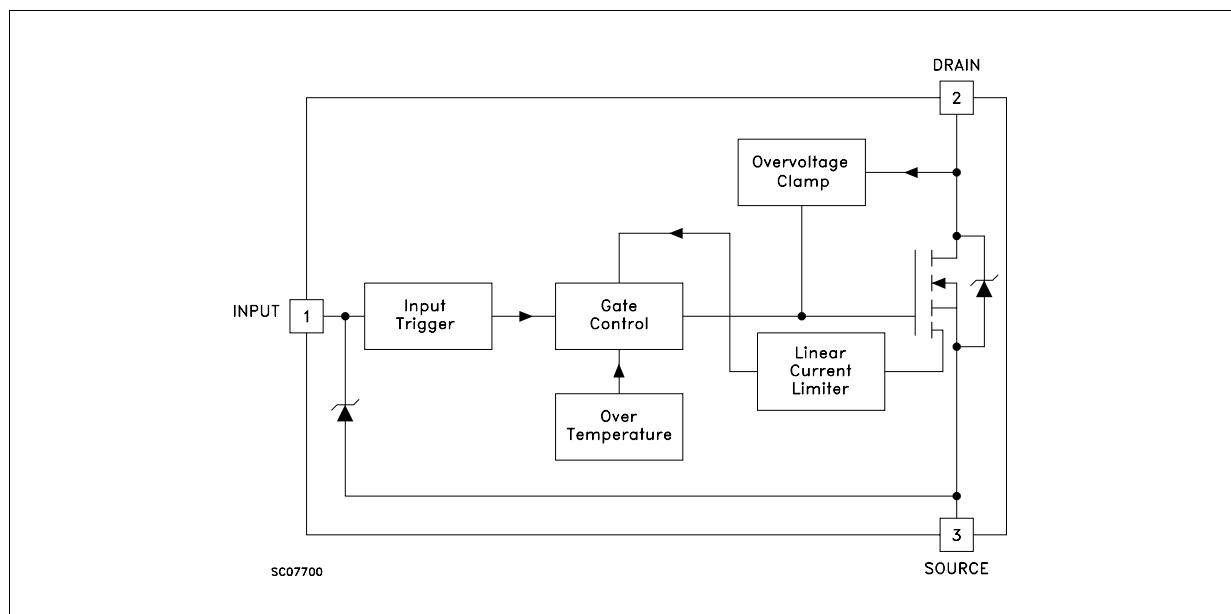 DRAIN
2
Overvoltage
Clamp
INPUT
1
Input
Trigger
Gate
Control
Linear
Current
Limiter
Over
Temperature
3
SOURCE
SC07700